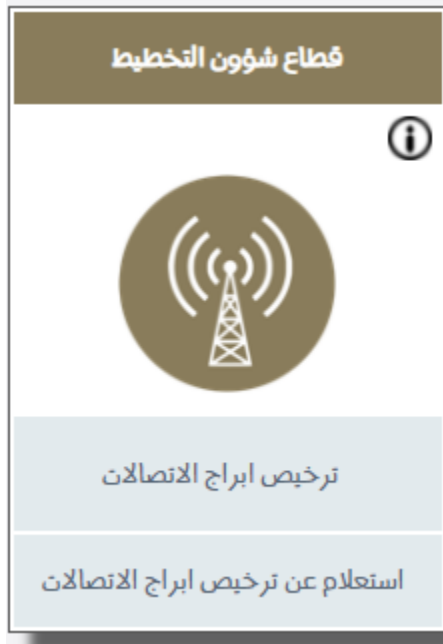 قطاع شؤون التخطيط
ترخيص ابراج الاتصالات
استعلام عن ترخيص ابراج الاتصالات